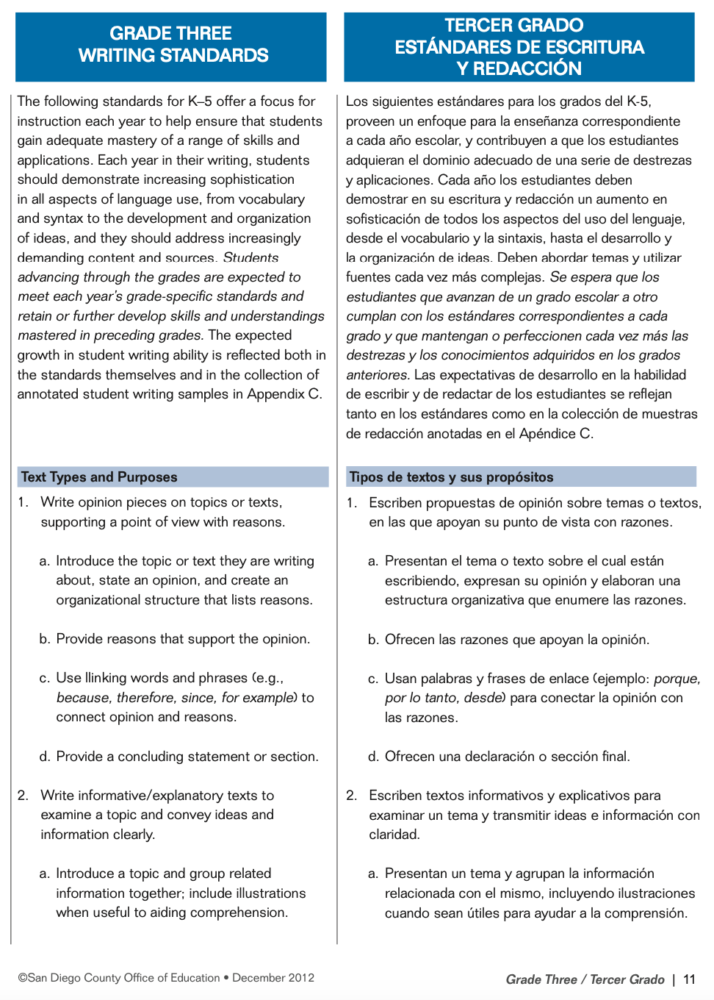 GRADE THREE
WRITING STANDARDS
The following standards for K–5 offer a focus for
instruction each year to help ensure that students
gain adequate mastery of a range of skills and
applications. Each year in their writing, students
should demonstrate increasing sophistication
in all aspects of language use, from vocabulary
and syntax to the development and organization
of ideas, and they should address increasingly
demanding content and sources. Students
advancing through the grades are expected to
meet each year's grade-specific standards and
retain or further develop skills and understandings
mastered in preceding grades. The expected
growth in student writing ability is reflected both in
the standards themselves and in the collection of
annotated student writing samples in Appendix C.
Text Types and Purposes
1. Write opinion pieces on topics or texts,
supporting a point of view with reasons.
a. Introduce the topic or text they are writing
about, state an opinion, and create an
organizational structure that lists reasons.
b. Provide reasons that support the opinion.
c. Use llinking words and phrases (e.g.,
because, therefore, since, for example) to
connect opinion and reasons.
d. Provide a concluding statement or section.
2. Write informative/explanatory texts to
examine a topic and convey ideas and
information clearly.
a. Introduce a topic and group related
information together; include illustrations
when useful to aiding comprehension.
TERCER GRADO
ESTÁNDARES DE ESCRITURA
Y REDACCIÓN
Los siguientes estándares para los grados del K-5,
proveen un enfoque para la enseñanza correspondiente
a cada año escolar, y contribuyen a que los estudiantes
adquieran el dominio adecuado de una serie de destrezas
y aplicaciones. Cada año los estudiantes deben
demostrar en su escritura y redacción un aumento en
sofisticación de todos los aspectos del uso del lenguaje,
desde el vocabulario y la sintaxis, hasta el desarrollo y
la organización de ideas. Deben abordar temas y utilizar
fuentes cada vez más complejas. Se espera que los
estudiantes que avanzan de un grado escolar a otro
cumplan con los estándares correspondientes a cada
grado y que mantengan o perfeccionen cada vez más las
destrezas y los conocimientos adquiridos en los grados
anteriores. Las expectativas de desarrollo en la habilidad
de escribir y de redactar de los estudiantes se reflejan
tanto en los estándares como en la colección de muestras
de redacción anotadas en el Apéndice C.
Tipos de textos y sus propósitos
1. Escriben propuestas de opinión sobre temas o textos,
en las que apoyan su punto de vista con razones.
a. Presentan el tema o texto sobre el cual están
escribiendo, expresan su opinión y elaboran una
estructura organizativa que enumere las razones.
b. Ofrecen las razones que apoyan la opinión.
c. Usan palabras y frases de enlace (ejemplo: porque,
por lo tanto, desde) para conectar la opinión con
las razones.
d. Ofrecen una declaración o sección final.
2. Escriben textos informativos y explicativos para
examinar un tema y transmitir ideas e información con
claridad.
a. Presentan un tema y agrupan la información
relacionada con el mismo, incluyendo ilustraciones
cuando sean útiles para ayudar a la comprensión.
©San Diego County Office of Education • December 2012
Grade Three / Tercer Grado | 11